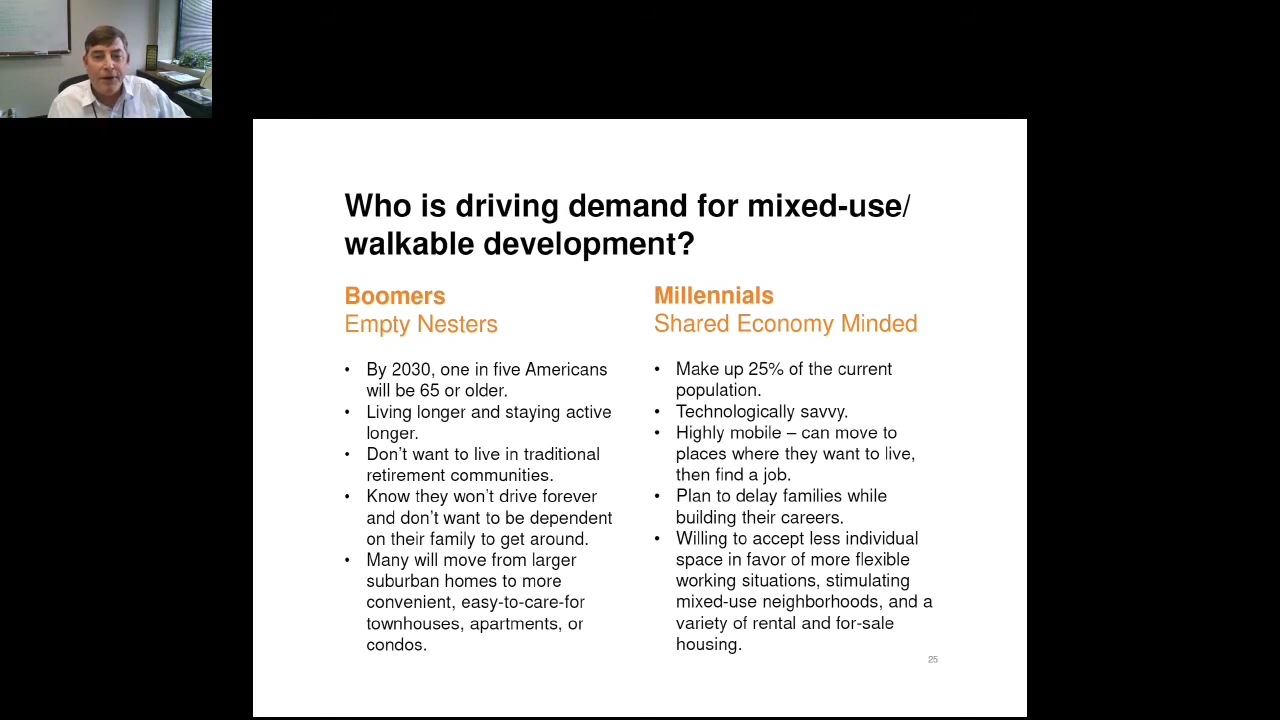 Who is driving demand for mixed-use/
walkable development?
Boomers
Empty Nesters
• By 2030, one in five Americans
will be 65 or older.
• Living longer and staying active
longer.
• Don't want to live in traditional
retirement communities.
• Know they won't drive forever
and don't want to be dependent
on their family to get around.
• Many will move from larger
suburban homes to more
convenient, easy-to-care-for
townhouses, apartments, or
condos.
Millennials
Shared Economy Minded
• Make up 25% of the current
population.
• Technologically savvy.
• Highly mobile – can move to
places where they want to live,
then find a job.
• Plan to delay families while
building their careers.
• Willing to accept less individual
space in favor of more flexible
working situations, stimulating
mixed-use neighborhoods, and a
variety of rental and for-sale
housing.
25